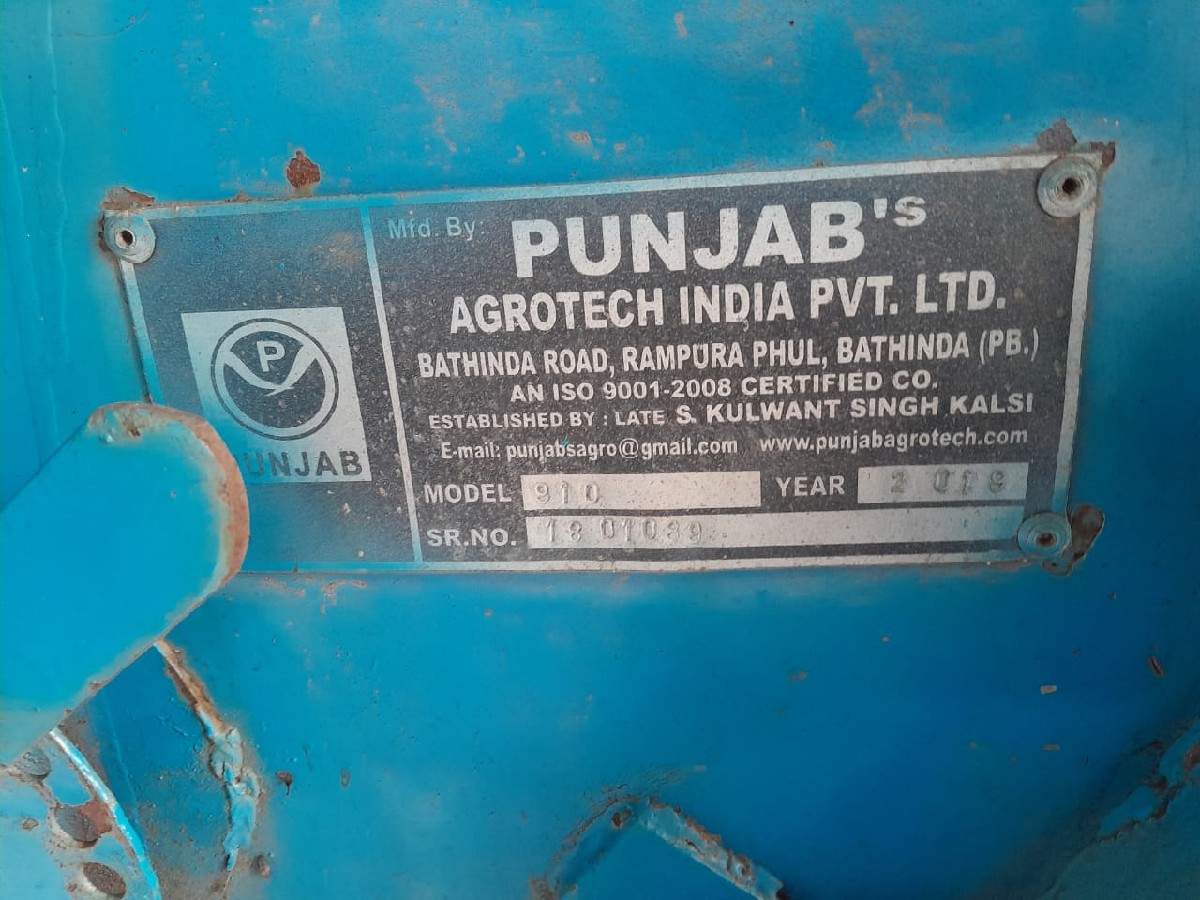 P
PUNJAB
Mfd. By:
PUNJAB's
AGROTECH INDIA PVT. LTD.
BATHINDA ROAD, RAMPURA PHUL, BATHINDA (PB.)
AN ISO 9001-2008 CERTIFIED CO.
ESTABLISHED BY : LATE S. KULWANT SINGH KALSI
E-mail: punjabsagro@gmail.com www.punjabagrotech.com
MODEL 910 YEAR 2019
SR.NO.